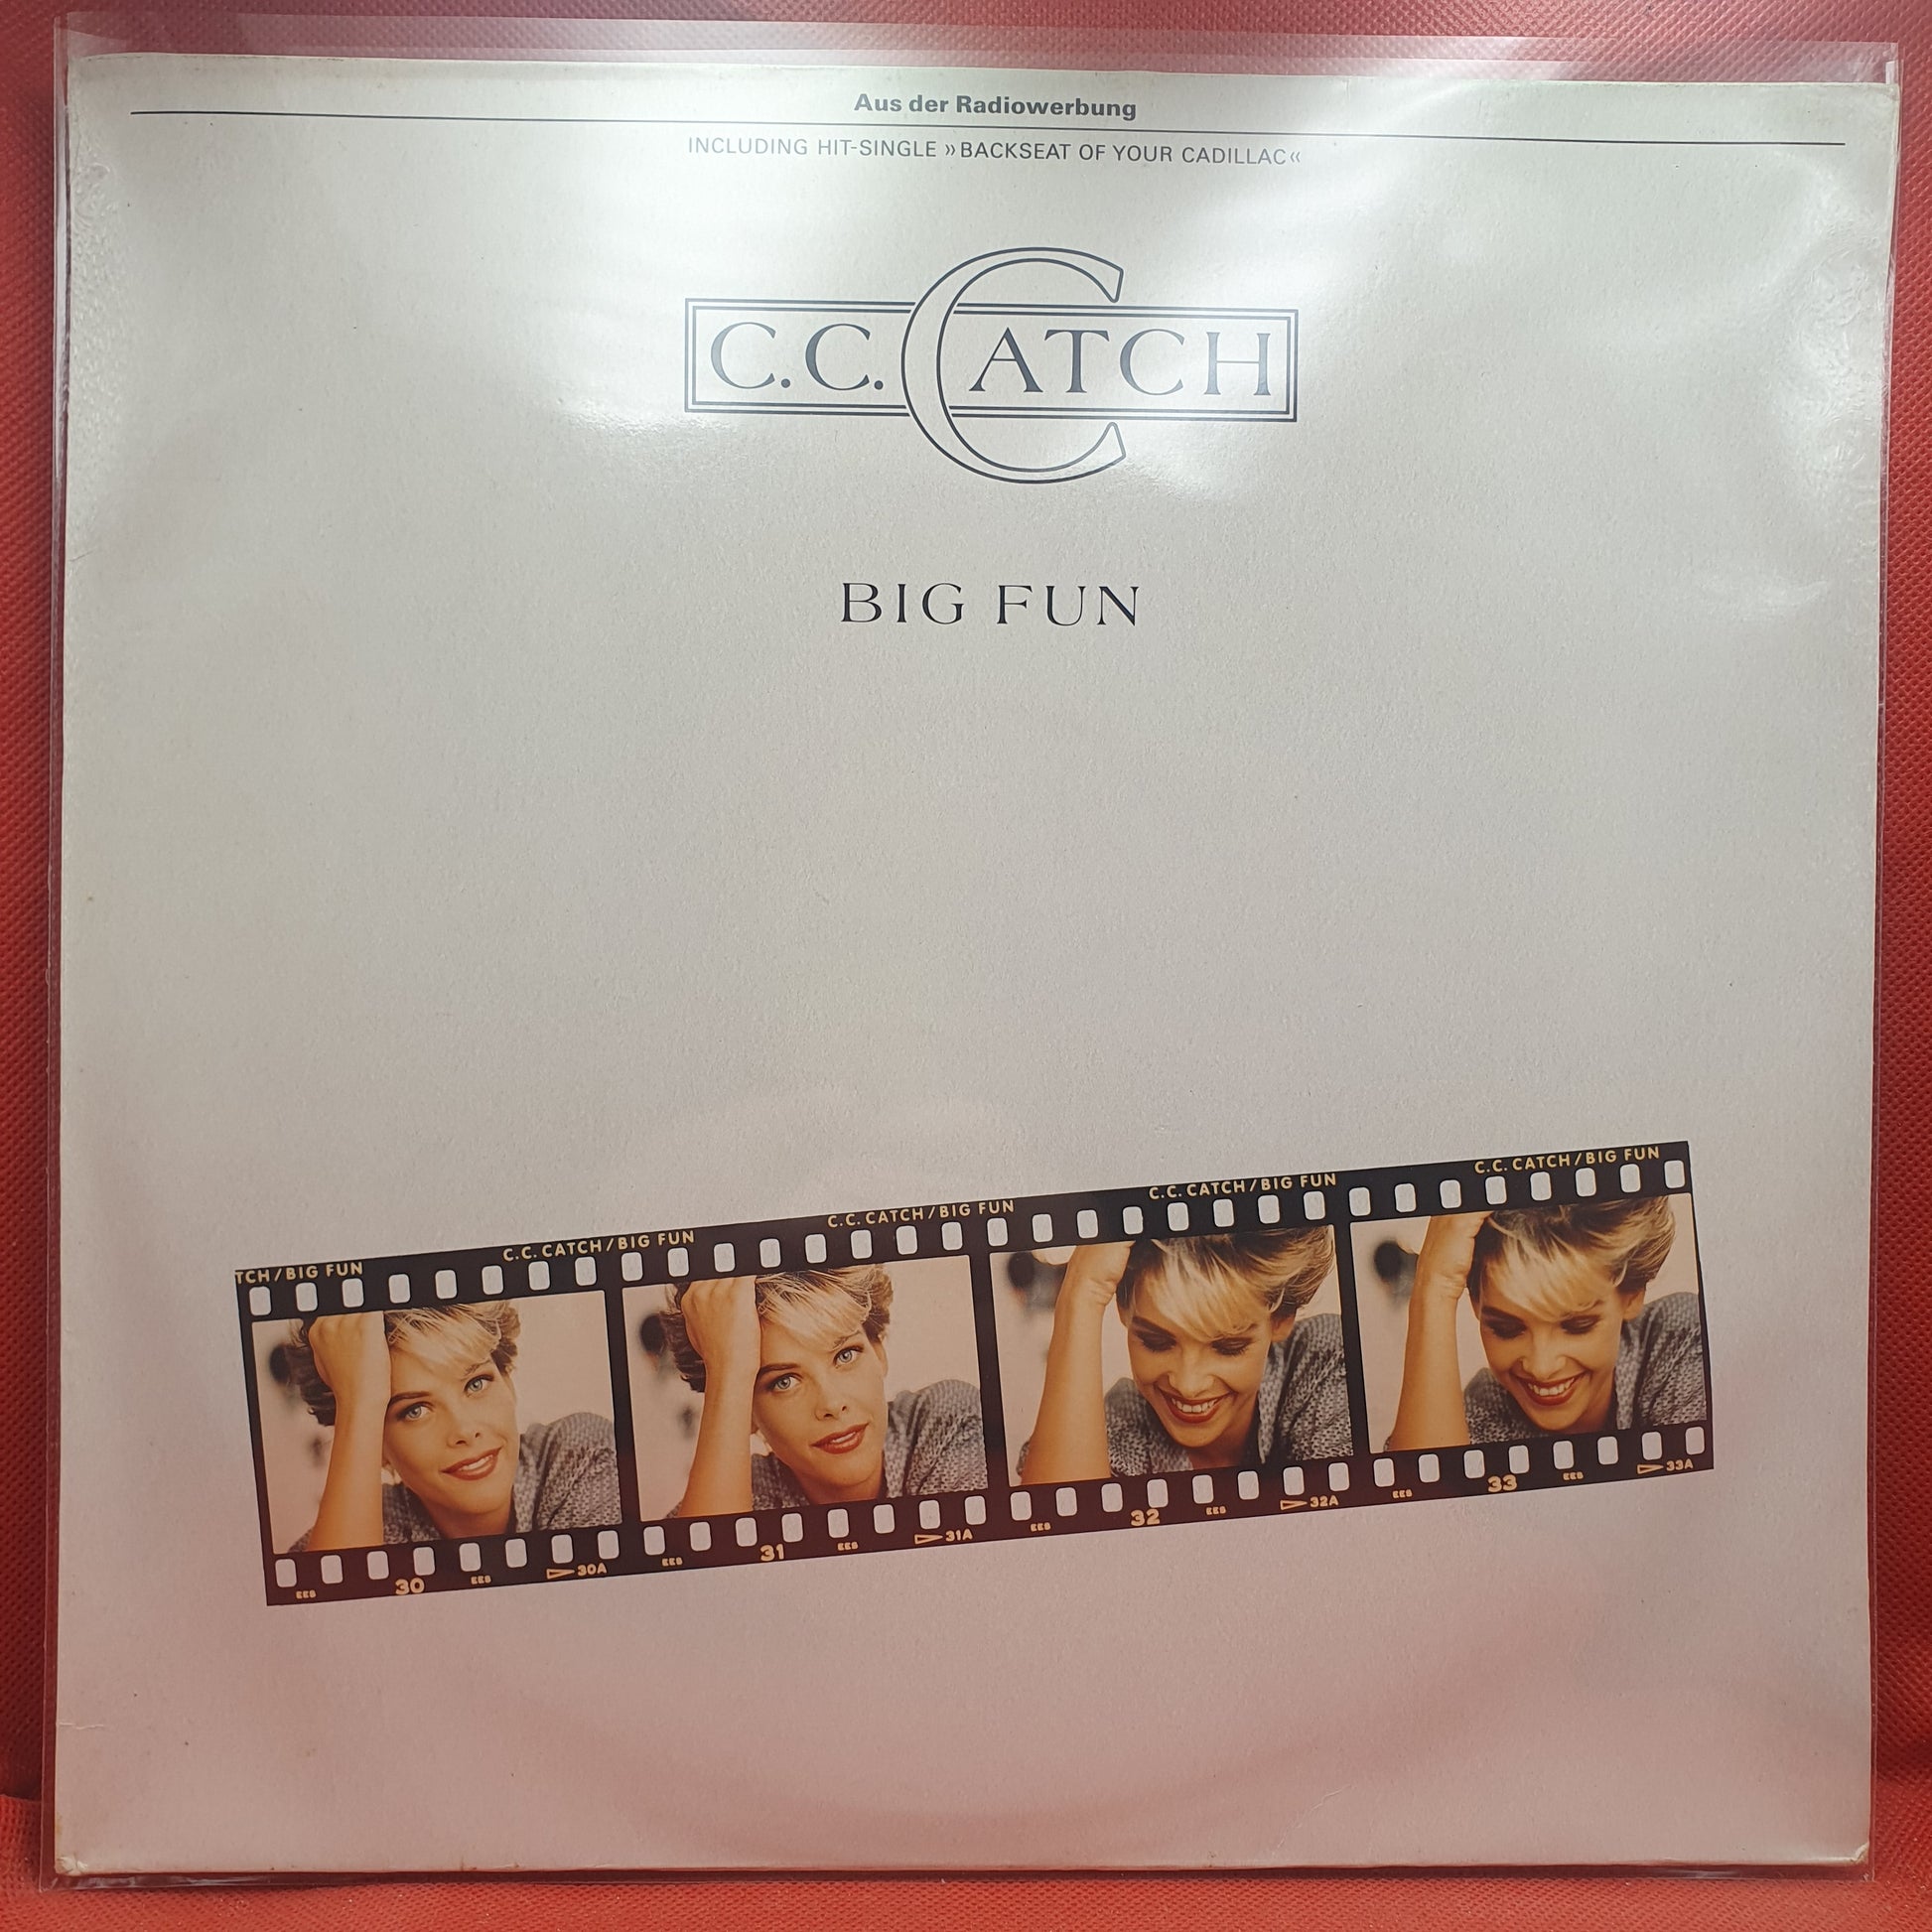 Aus der Radiowerbung
INCLUDING HIT-SINGLE »BACKSEAT OF YOUR CADILLAC«
C.C. CATCH
BIG FUN
TCH/BIG FUN
C.C. CATCH/BIG FUN
C.C. CATCH/BIG FUN
C.C. CATCH/BIG FUN
C.C. CATCH/BIG FUN
30
30A
31
31A
32
32A
33
33A